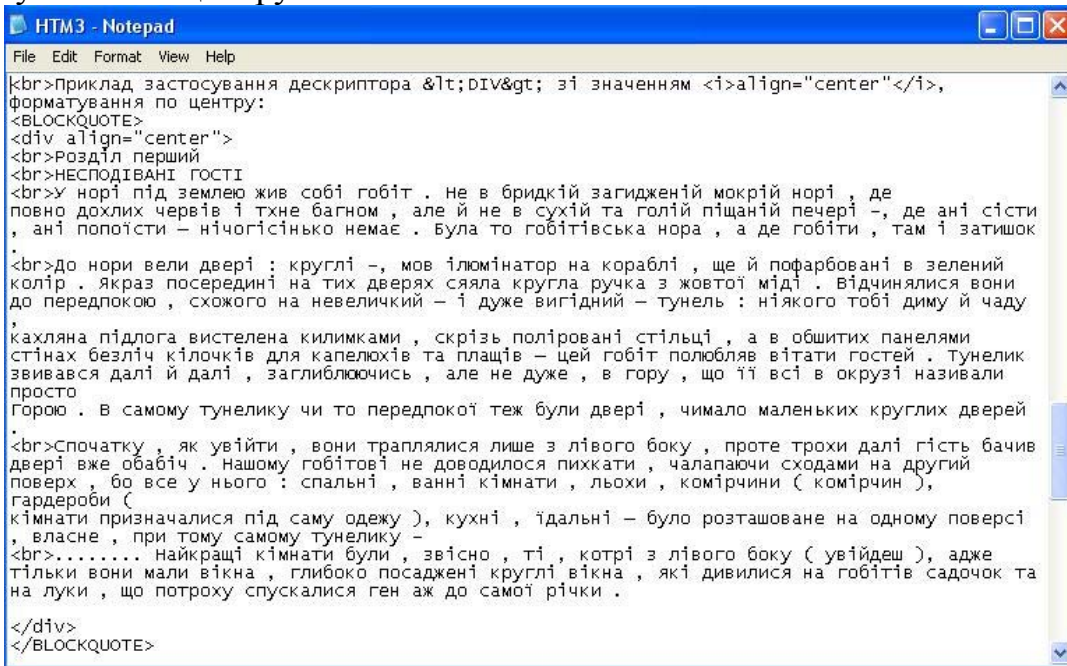 HTM3 - Notepad
File Edit Format View Help
<br>Приклад застосування дескриптора &lt;DIV&gt; зі значенням <i>align="center"</i>,
форматування по центру:
<BLOCKQUOTE>
<div align="center">
<br>Розділ перший
<br>НЕСПОДІВАНІ ГОСТІ
<br>У норі під землею жив собі гобіт . Не в бридкій загидженій мокрій норі , де
повно дохлих червів і тхне багном , але й не в сухій та голій піщаній печері –, де ані сісти
, ані попоїсти – нічогісінько немає . Була то гобітівська нора , а де гобіти , там і затишок
.
<br>До нори вели двері : круглі –, мов ілюмінатор на кораблі , ще й пофарбовані в зелений
колір . Якраз посередині на тих дверях сяяла кругла ручка з жовтої міді . Відчинялися вони
до передпокою , схожого на невеличкий – і дуже вигідний – тунель : ніякого тобі диму й чаду
,
кахляна підлога вистелена килимками , скрізь поліровані стільці , а в обшитих панелями
стінах безліч кілочків для капелюхів та плащів – цей гобіт полюбляв вітати гостей . Тунелик
звивався далі й далі , заглиблюючись , але не дуже , в гору , що її всі в окрузі називали
просто
Горою . В самому тунелику чи то передпокої теж були двері , чимало маленьких круглих дверей
.
<br>Спочатку , як увійти , вони траплялися лише з лівого боку , проте трохи далі гість бачив
двері вже обабіч . Нашому гобітові не доводилося пихкати , чалапаючи сходами на другий
поверх , бо все у нього : спальні , ванні кімнати , льохи , комірчини ( комірчин ),
гардероби (
кімнати призначалися під саму одежу ), кухні , їдальні – було розташоване на одному поверсі
, власне , при тому самому тунелику –
<br>........ Найкращі кімнати були , звісно , ті , котрі з лівого боку ( увійдеш ), адже
тільки вони мали вікна , глибоко посаджені круглі вікна , які дивилися на гобітів садочок та
на луки , що потроху спускалися ген аж до самої річки .
</div>
</BLOCKQUOTE>